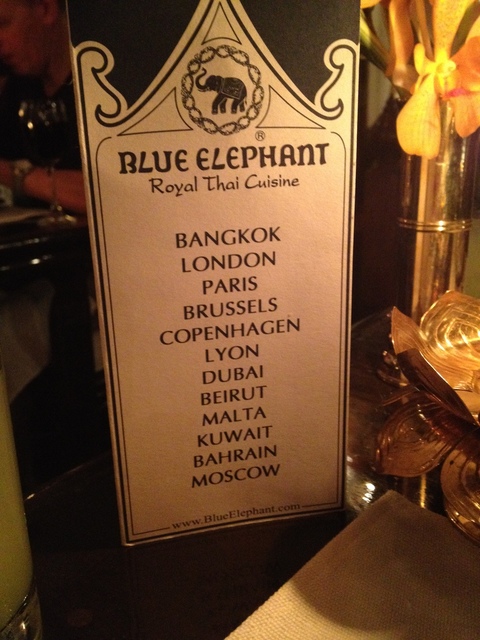 ®
BLUE ELEPHANT
Royal Thai Cuisine
BANGKOK
LONDON
PARIS
BRUSSELS
COPENHAGEN
LYON
DUBAI
BEIRUT
MALTA
KUWAIT
BAHRAIN
MOSCOW
www.BlueElephant.com